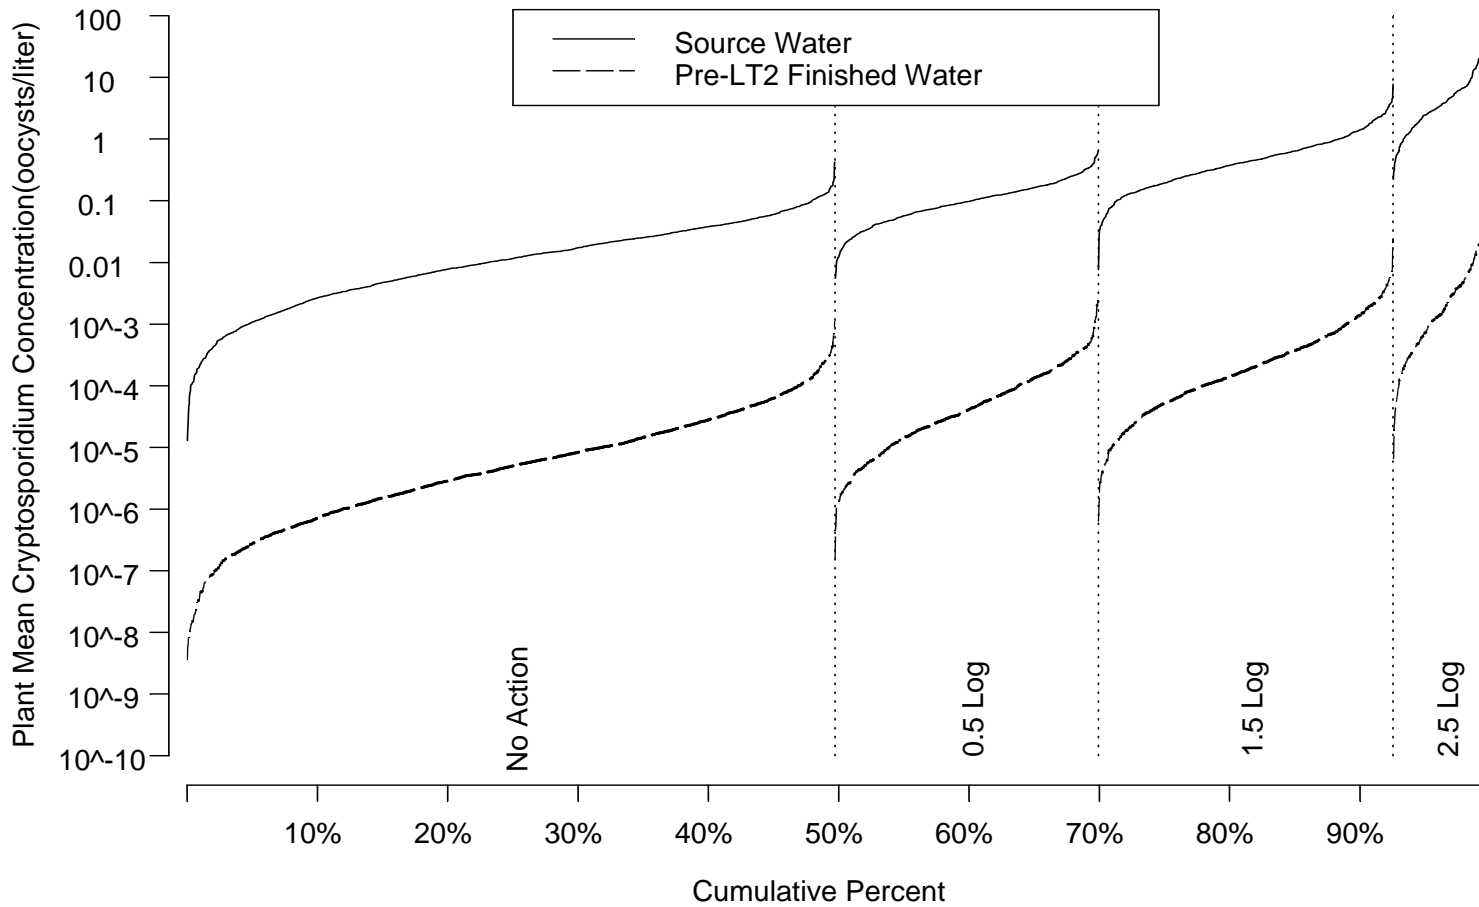 Plant Mean Cryptosporidium Concentration(oocysts/liter)
100
10
1
0.1
0.01
10^-3
10^-4
10^-5
10^-6
10^-7
10^-8
10^-9
10^-10
Source Water
Pre-LT2 Finished Water
No Action
0.5 Log
1.5 Log
2.5 Log
10% 20% 30% 40% 50% 60% 70% 80% 90%
Cumulative Percent